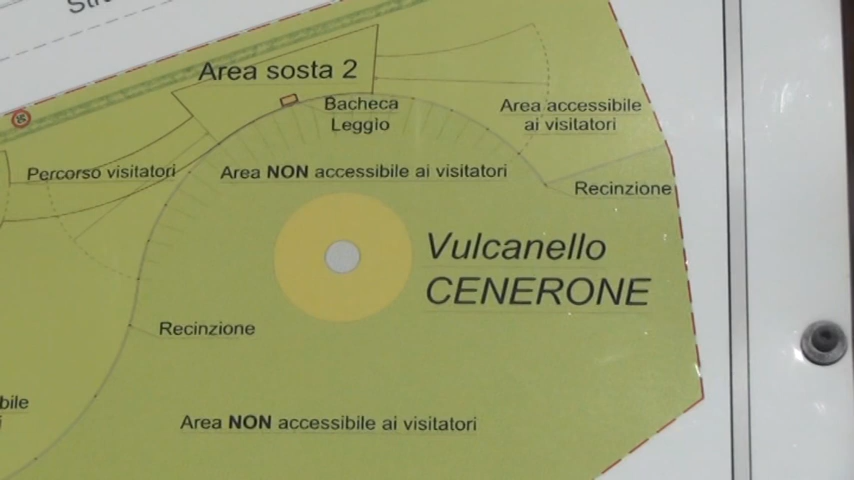 Area sosta 2
Bacheca
Leggio
Area accessibile
ai visitatori
Percorso visitatori
Area NON accessibile ai visitatori
Recinzione
Vulcanello
CENERONE
Recinzione
bile
i
Area NON accessibile ai visitatori